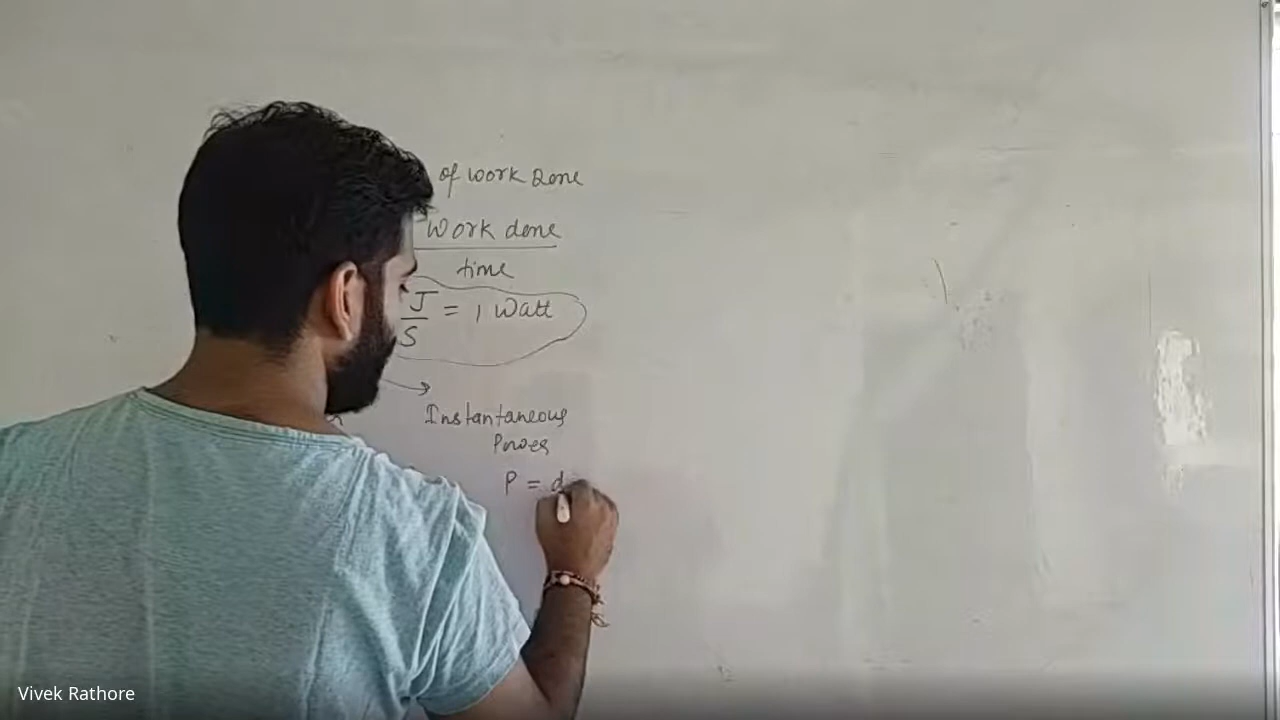 of work Done
Work done
time
J/S = 1 Watt
Instantaneous
Power
P = d
Vivek Rathore